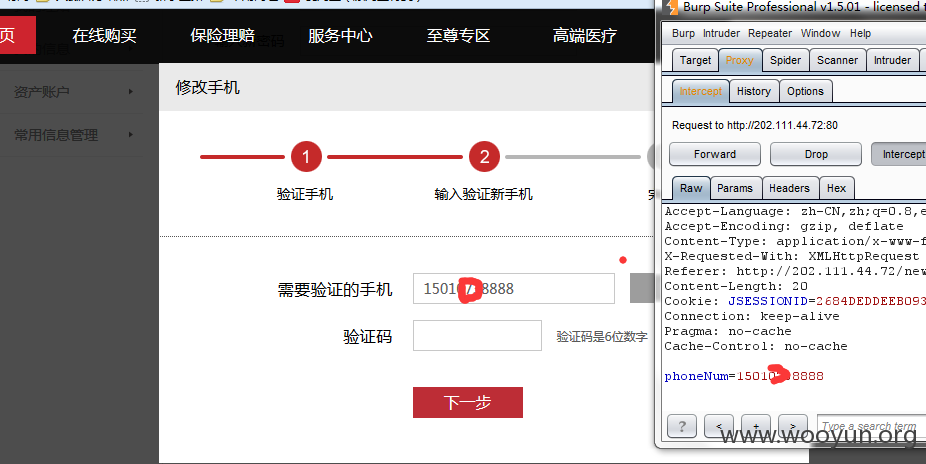 Burp Suite Professional v1.5.01 - licensed
页 在线购买 保险理赔 服务中心 至尊专区 高端医疗
Burp Intruder Repeater Window Help
Target Proxy Spider Scanner Intruder
修改手机
资产账户
Intercept History Options
常用信息管理
Request to http://202.111.44.72:80
1 2
Forward Drop Intercept
验证手机 输入验证新手机
Raw Params Headers Hex
Accept-Language: zh-CN,zh;q=0.8,e
Accept-Encoding: gzip, deflate
Content-Type: application/x-www-f
X-Requested-With: XMLHttpRequest
Referer: http://202.111.44.72/new
Content-Length: 20
Cookie: JSESSIONID=2684DEDDEEB093
Connection: keep-alive
Pragma: no-cache
Cache-Control: no-cache
需要验证的手机 15010 8888
验证码 验证码是6位数字
phoneNum=15010 8888
下一步
? < + > Type a search term
www.wooyun.org